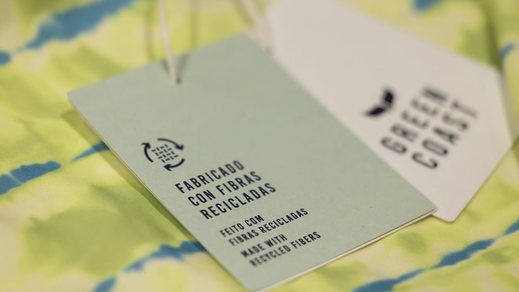 FABRICADO
CON FIBRAS
RECICLADAS
FEITO COM
FIBRAS RECICLADAS
MADE WITH
RECYCLED FIBERS
GREEN
COAST